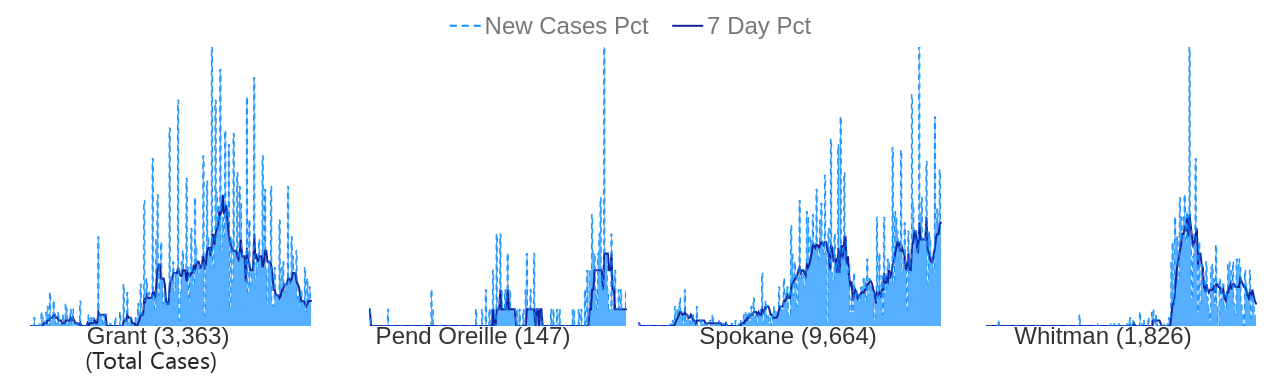 New Cases Pct 7 Day Pct
Grant (3,363) Pend Oreille (147) Spokane (9,664) Whitman (1,826)
(Total Cases)